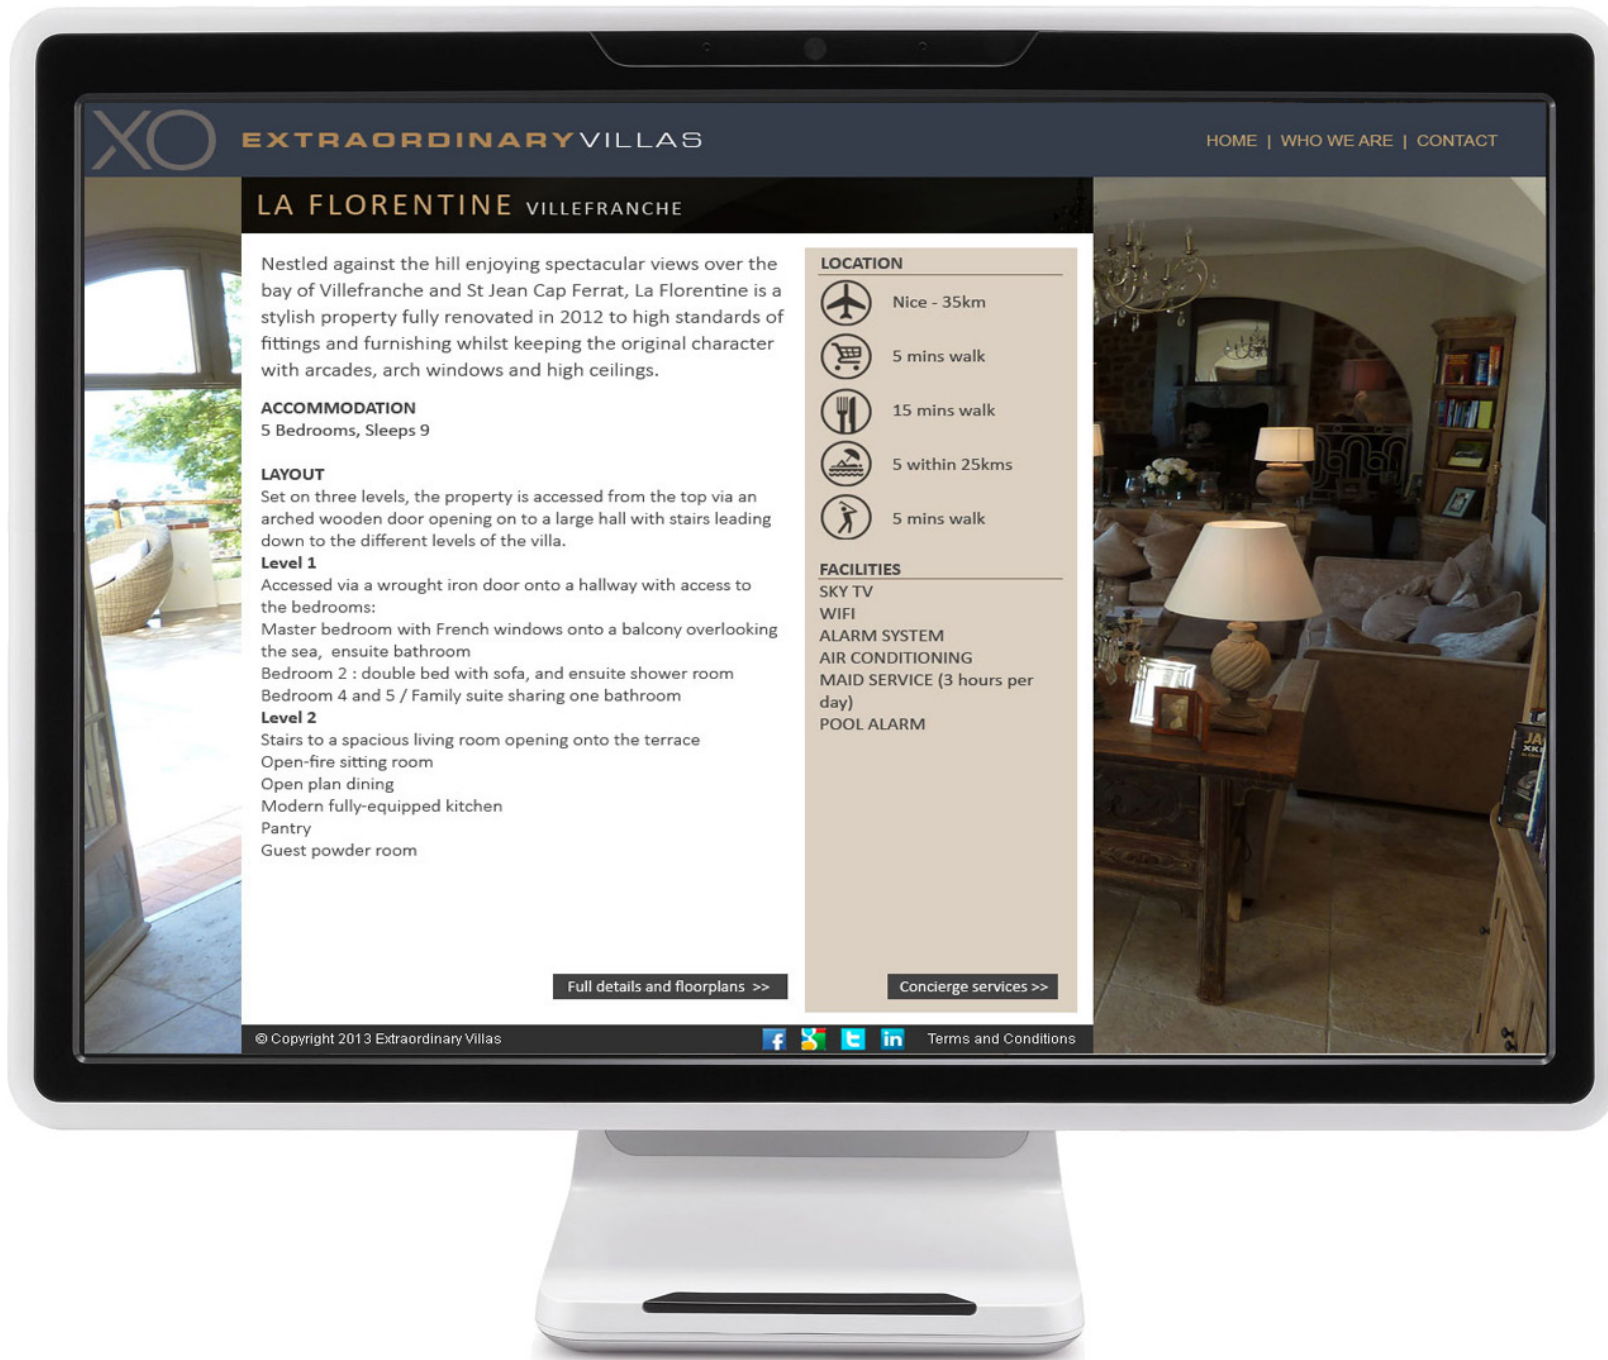 XO EXTRAORDINARYVILLAS
HOME | WHO WE ARE | CONTACT
LA FLORENTINE VILLEFRANCHE
Nestled against the hill enjoying spectacular views over the
bay of Villefranche and St Jean Cap Ferrat, La Florentine is a
stylish property fully renovated in 2012 to high standards of
fittings and furnishing whilst keeping the original character
with arcades, arch windows and high ceilings.
ACCOMMODATION
5 Bedrooms, Sleeps 9
LAYOUT
Set on three levels, the property is accessed from the top via an
arched wooden door opening on to a large hall with stairs leading
down to the different levels of the villa.
Level 1
Accessed via a wrought iron door onto a hallway with access to
the bedrooms:
Master bedroom with French windows onto a balcony overlooking
the sea, ensuite bathroom
Bedroom 2 : double bed with sofa, and ensuite shower room
Bedroom 4 and 5 / Family suite sharing one bathroom
Level 2
Stairs to a spacious living room opening onto the terrace
Open-fire sitting room
Open plan dining
Modern fully-equipped kitchen
Pantry
Guest powder room
Full details and floorplans >>
LOCATION
Nice - 35km
5 mins walk
15 mins walk
5 within 25kms
5 mins walk
FACILITIES
SKY TV
WIFI
ALARM SYSTEM
AIR CONDITIONING
MAID SERVICE (3 hours per
day)
POOL ALARM
Concierge services >>
© Copyright 2013 Extraordinary Villas
f g t in
Terms and Conditions